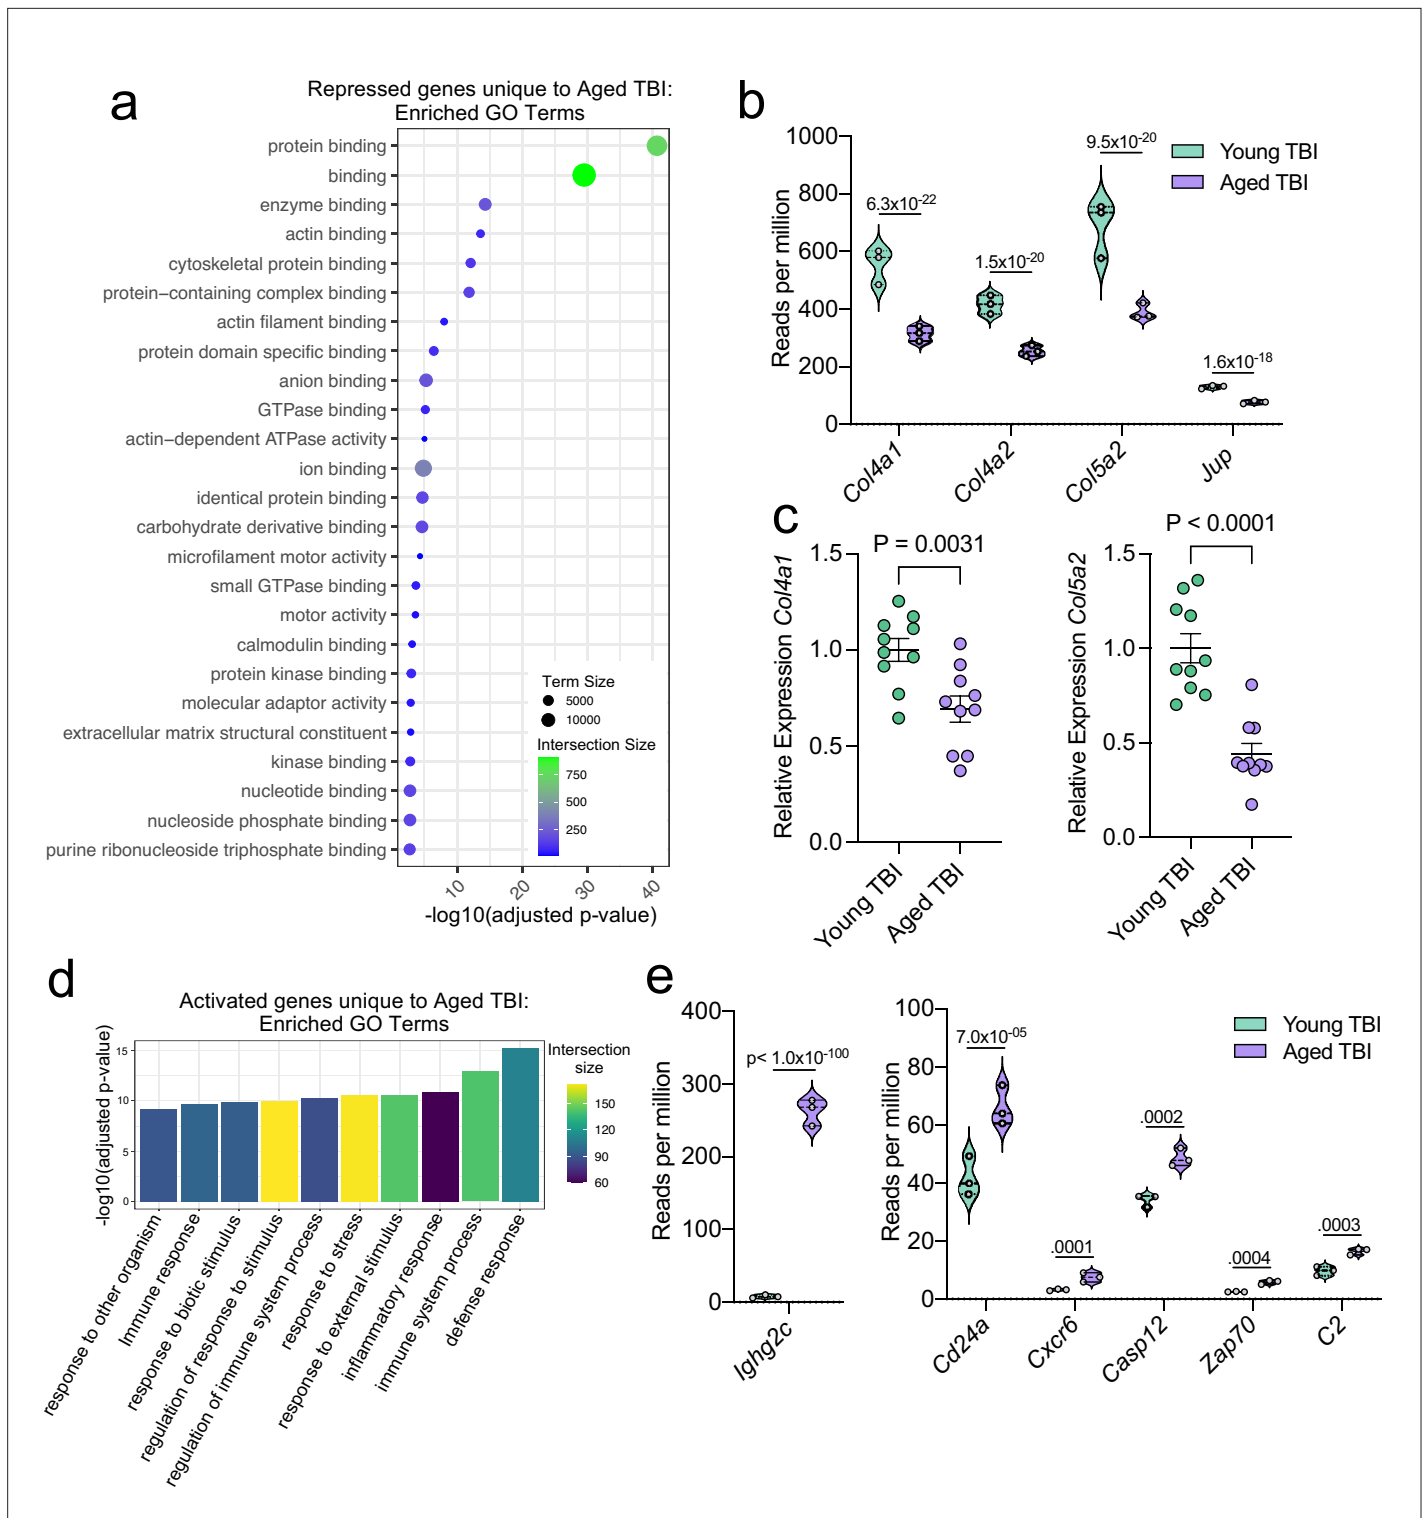 a
Repressed genes unique to Aged TBI:
Enriched GO Terms
protein binding
binding
enzyme binding
actin binding
cytoskeletal protein binding
protein−containing complex binding
actin filament binding
protein domain specific binding
anion binding
GTPase binding
actin−dependent ATPase activity
ion binding
identical protein binding
carbohydrate derivative binding
microfilament motor activity
small GTPase binding
motor activity
calmodulin binding
protein kinase binding
molecular adaptor activity
extracellular matrix structural constituent
kinase binding
nucleotide binding
nucleoside phosphate binding
purine ribonucleoside triphosphate binding
Term Size
5000
10000
Intersection Size
750
500
250
10
20
30
40
-log10(adjusted p-value)
b
Reads per million
1000
800
600
400
200
0
6.3x10-22
1.5x10-20
9.5x10-20
1.6x10-18
Young TBI
Aged TBI
Col4a1
Col4a2
Col5a2
Jup
c
Relative Expression Col4a1
1.5
1.0
0.5
0.0
P = 0.0031
Young TBI
Aged TBI
Relative Expression Col5a2
1.5
1.0
0.5
0.0
P < 0.0001
Young TBI
Aged TBI
d
Activated genes unique to Aged TBI:
Enriched GO Terms
-log10(adjusted p-value)
15
10
5
0
Intersection
size
150
120
90
60
response to other organism
Immune response
response to biotic stimulus
regulation of response to stimulus
regulation of immune system process
response to stress
response to external stimulus
inflammatory response
immune system process
defense response
e
Reads per million
400
300
200
100
0
p< 1.0x10-100
Ighg2c
Reads per million
100
80
60
40
20
0
7.0x10-05
.0001
.0002
.0004
.0003
Young TBI
Aged TBI
Cd24a
Cxcr6
Casp12
Zap70
C2